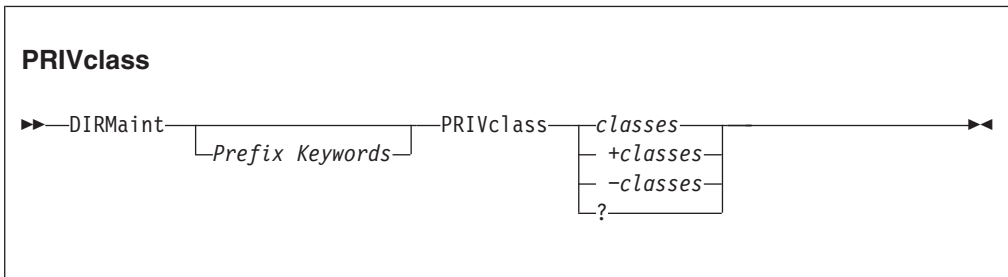 PRIVclass
DIRMaint PRIVclass classes
Prefix Keywords +classes
−classes
?